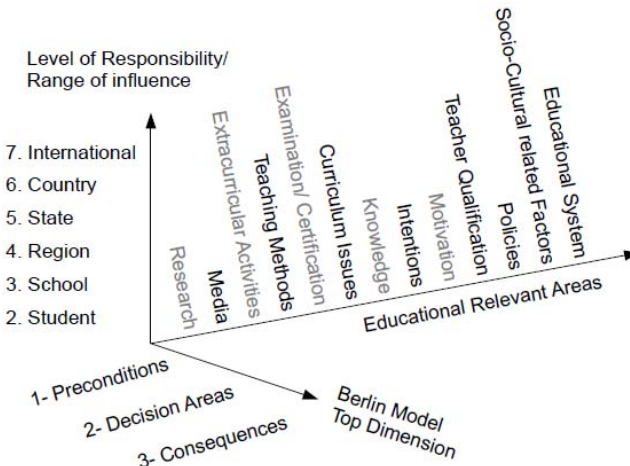 Level of Responsibility/
Range of influence
7. International
6. Country
5. State
4. Region
3. School
2. Student
Research
Media
Extracurricular Activities
Teaching Methods
Examination/ Certification
Curriculum Issues
Knowledge
Intentions
Motivation
Teacher Qualification
Policies
Socio-Cultural related Factors
Educational System
Educational Relevant Areas
1- Preconditions
2- Decision Areas
3- Consequences
Berlin Model
Top Dimension